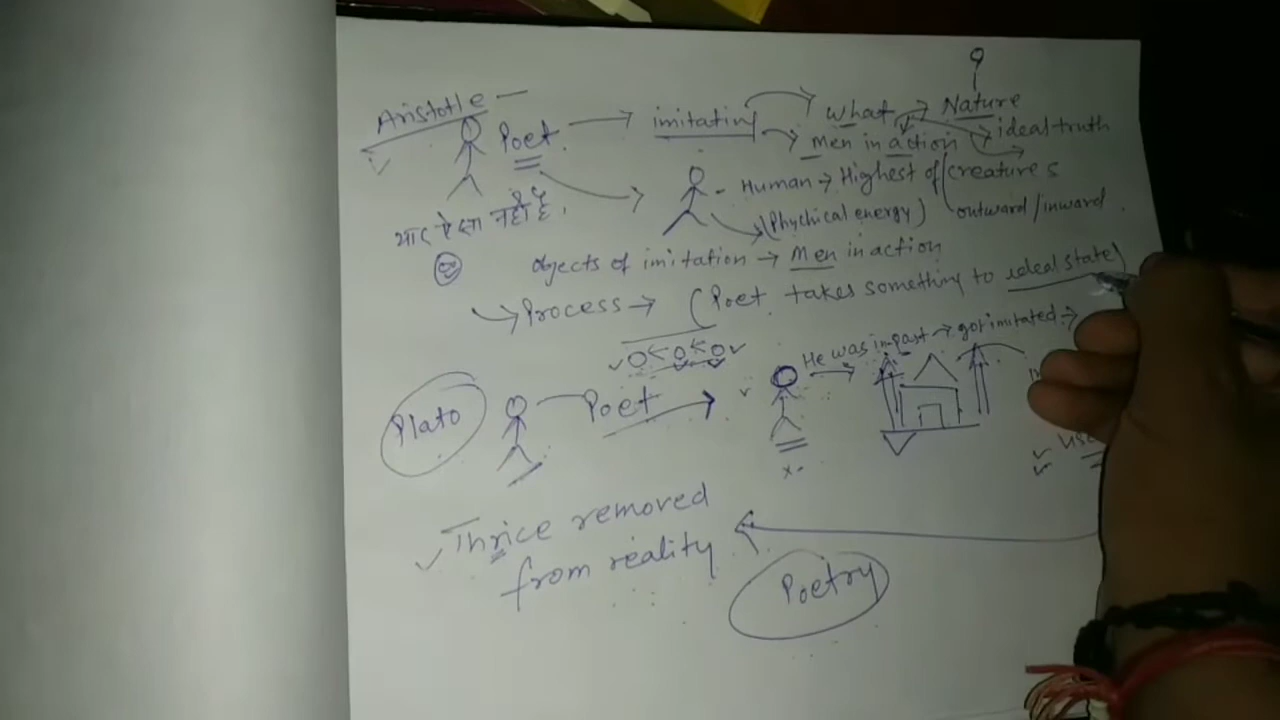 Aristotle —
Poet → imitatin → What → Nature
→ Men in action → ideal truth
Human → Highest of creatures
(Phychical energy) outward/inward
नहीं है।
Objects of imitation → Men in action
→ Process → (Poet takes something to ideal state)
He was in past → got imitated →
Plato Poet →
Thrice removed
from reality
Poetry